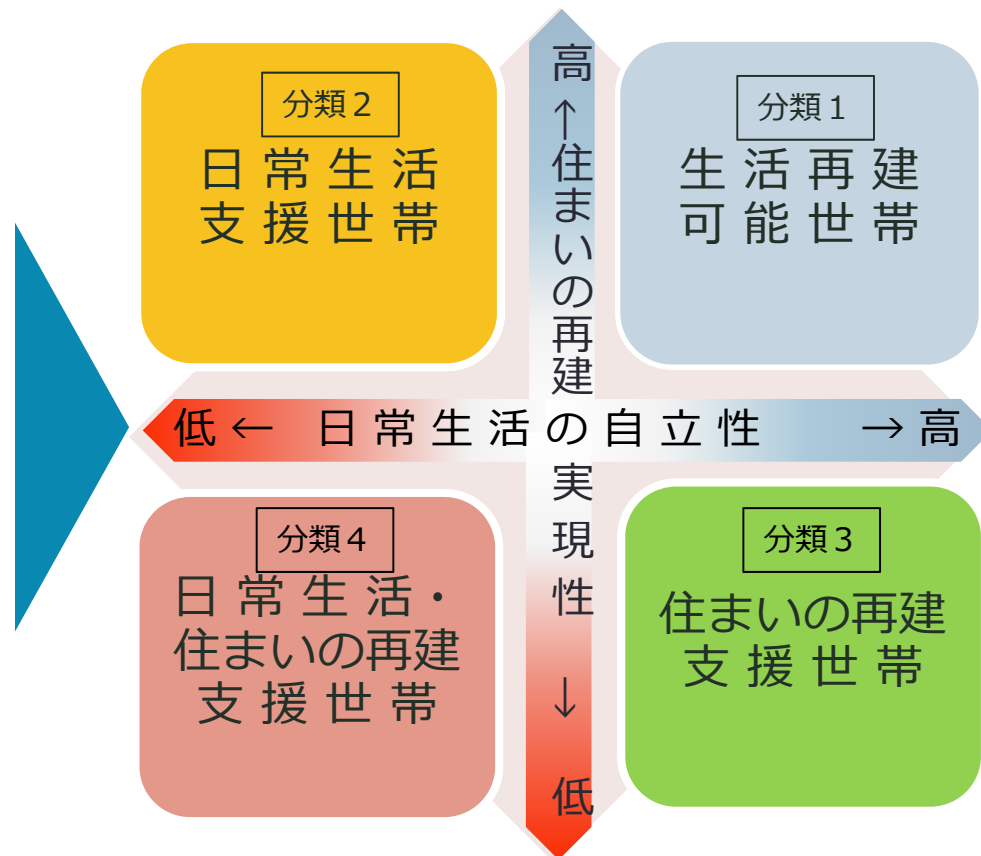 分類２
日常生活
支援世帯
分類１
生活再建
可能世帯
高←住まいの再建の実現性→低
低← 日常生活の自立性 →高
分類４
日常生活・
住まいの再建
支援世帯
分類３
住まいの再建
支援世帯